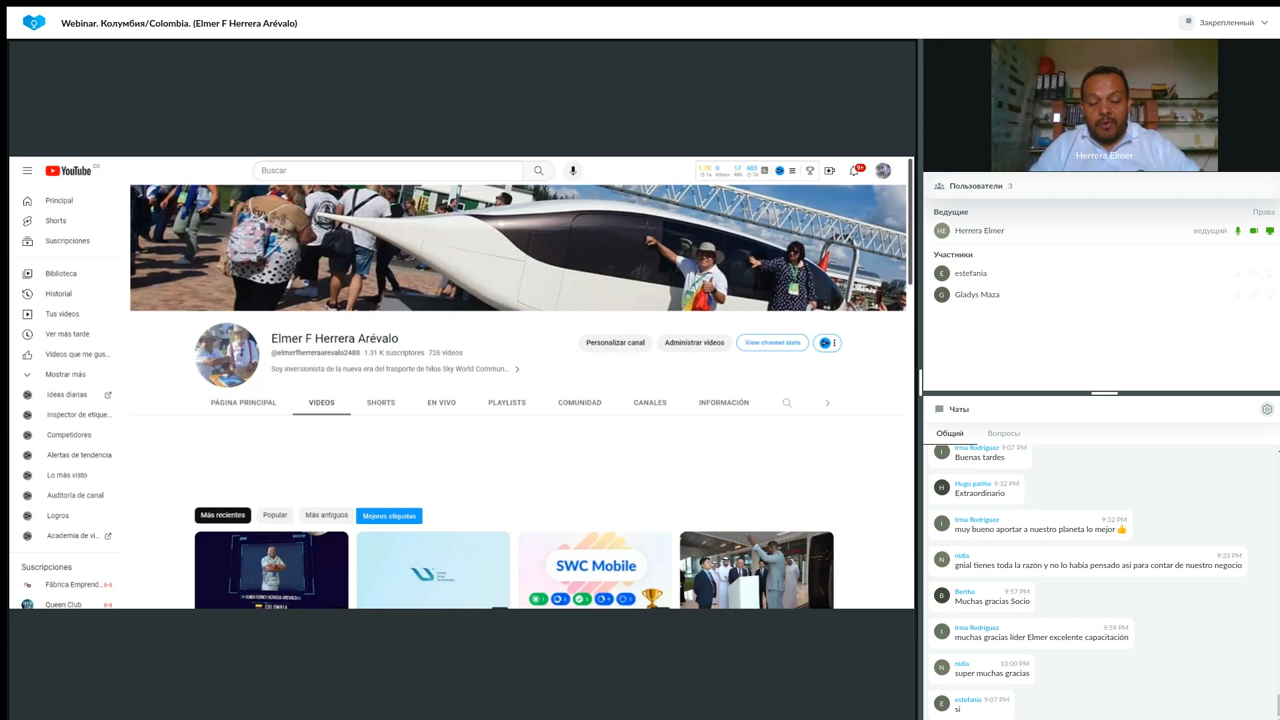 Webinar. Колумбия/Colombia. (Elmer F Herrera Arévalo)
Закрепленный
YouTube CO
Buscar
9+
Principal
Shorts
Suscripciones
Biblioteca
Historial
Tus videos
Ver más tarde
Videos que me gus...
Mostrar más
Ideas diarias
Inspector de etique...
Competidores
Alertas de tendencia
Lo más visto
Auditoría de canal
Logros
Academia de vi...
Suscripciones
Fábrica Emprend...
Queen Club
Elmer F Herrera Arévalo
@elmerfherreraarevalo2488 1.31 K suscriptores 726 videos
Soy inversionista de la nueva era del trasporte de hilos Sky World Commun...
Personalizar canal
Administrar videos
View channel stats
PÁGINA PRINCIPAL VIDEOS SHORTS EN VIVO PLAYLISTS COMUNIDAD CANALES INFORMACIÓN
Más recientes
Popular
Más antiguos
Mejores etiquetas
COLOMBIA
SWC Mobile
Herrera Elmer
Пользователи 3
Ведущие
Права
HE
Herrera Elmer
ведущий
Участники
E
estefania
G
Gladys Maza
Чаты
Общий
Вопросы
I
Irma Rodríguez 9:07 PM
Buenas tardes
H
Hugo patiño 9:32 PM
Extraordinario
I
Irma Rodríguez 9:32 PM
muy bueno aportar a nuestro planeta lo mejor 👍
N
nidia 9:33 PM
gnial tienes toda la razón y no lo habia pensado asi para contar de nuestro negocio
B
Bertha 9:57 PM
Muchas gracias Socio
I
Irma Rodríguez 9:59 PM
muchas gracias líder Elmer excelente capacitación
N
nidia 10:00 PM
super muchas gracias
E
estefania 9:07 PM
si